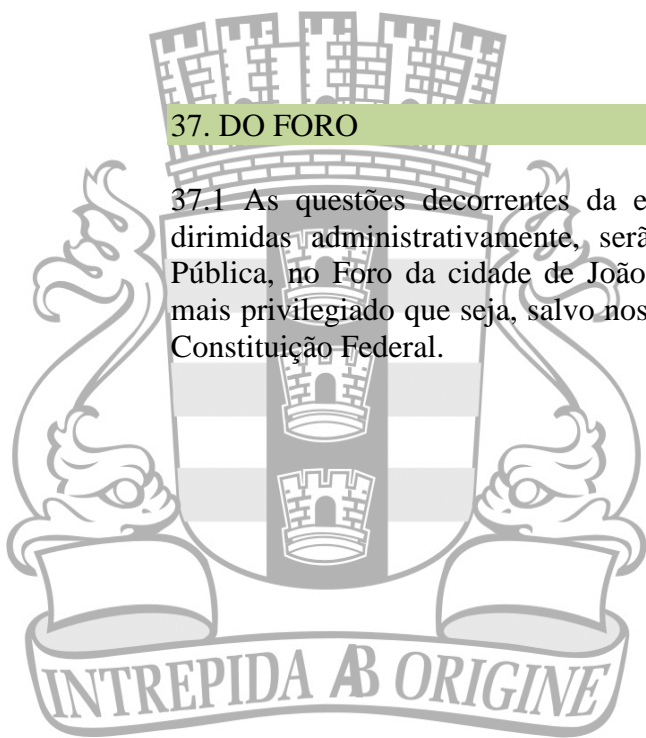 37. DO FORO
37.1 As questões decorrentes da e
dirimidas administrativamente, serã
Pública, no Foro da cidade de João
mais privilegiado que seja, salvo nos
Constituição Federal.
INTREPIDA AB ORIGINE